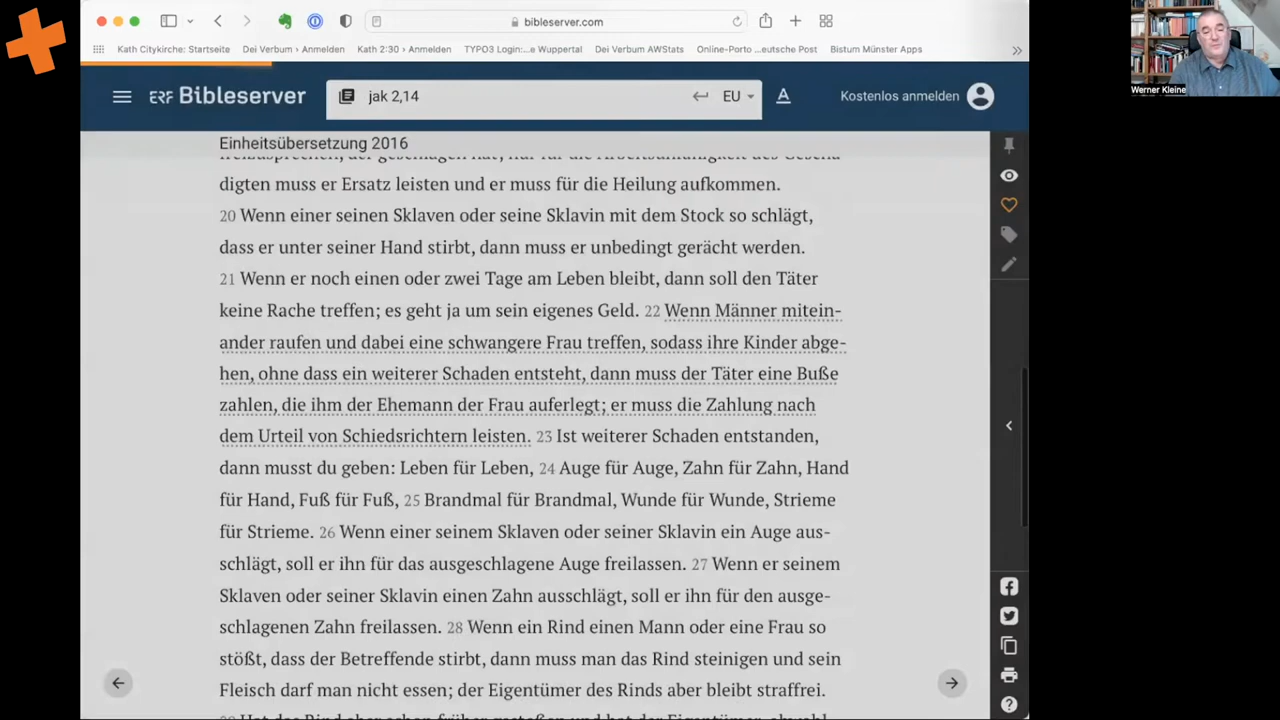 bibleserver.com
Kath Citykirche: Startseite
Dei Verbum › Anmelden
Kath 2:30 › Anmelden
TYPO3 Login:...e Wuppertal
Dei Verbum AWStats
Online-Porto ...eutsche Post
Bistum Münster Apps
Werner Kleine
ERF Bibleserver
jak 2,14
EU
A
Kostenlos anmelden
Einheitsübersetzung 2016
freizusprechen, der geschlagen hat; nur für die Arbeitsunfähigkeit des Geschä-
digten muss er Ersatz leisten und er muss für die Heilung aufkommen.
20 Wenn einer seinen Sklaven oder seine Sklavin mit dem Stock so schlägt,
dass er unter seiner Hand stirbt, dann muss er unbedingt gerächt werden.
21 Wenn er noch einen oder zwei Tage am Leben bleibt, dann soll den Täter
keine Rache treffen; es geht ja um sein eigenes Geld. 22 Wenn Männer mitein-
ander raufen und dabei eine schwangere Frau treffen, sodass ihre Kinder abge-
hen, ohne dass ein weiterer Schaden entsteht, dann muss der Täter eine Buße
zahlen, die ihm der Ehemann der Frau auferlegt; er muss die Zahlung nach
dem Urteil von Schiedsrichtern leisten. 23 Ist weiterer Schaden entstanden,
dann musst du geben: Leben für Leben, 24 Auge für Auge, Zahn für Zahn, Hand
für Hand, Fuß für Fuß, 25 Brandmal für Brandmal, Wunde für Wunde, Strieme
für Strieme. 26 Wenn einer seinem Sklaven oder seiner Sklavin ein Auge aus-
schlägt, soll er ihn für das ausgeschlagene Auge freilassen. 27 Wenn er seinem
Sklaven oder seiner Sklavin einen Zahn ausschlägt, soll er ihn für den ausge-
schlagenen Zahn freilassen. 28 Wenn ein Rind einen Mann oder eine Frau so
stößt, dass der Betreffende stirbt, dann muss man das Rind steinigen und sein
Fleisch darf man nicht essen; der Eigentümer des Rinds aber bleibt straffrei.